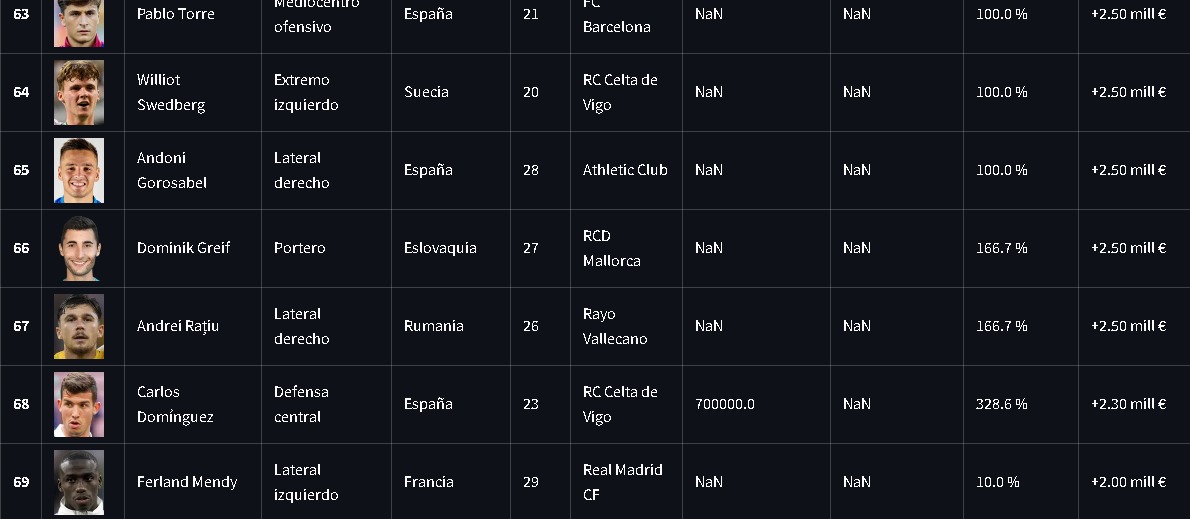 63 Pablo Torre Mediocentro ofensivo España 21 FC Barcelona NaN NaN 100.0 % +2.50 mill €
64 Williot Swedberg Extremo izquierdo Suecia 20 RC Celta de Vigo NaN NaN 100.0 % +2.50 mill €
65 Andoni Gorosabel Lateral derecho España 28 Athletic Club NaN NaN 100.0 % +2.50 mill €
66 Dominik Greif Portero Eslovaquia 27 RCD Mallorca NaN NaN 166.7 % +2.50 mill €
67 Andrei Rațiu Lateral derecho Rumanía 26 Rayo Vallecano NaN NaN 166.7 % +2.50 mill €
68 Carlos Domínguez Defensa central España 23 RC Celta de Vigo 700000.0 NaN 328.6 % +2.30 mill €
69 Ferland Mendy Lateral izquierdo Francia 29 Real Madrid CF NaN NaN 10.0 % +2.00 mill €